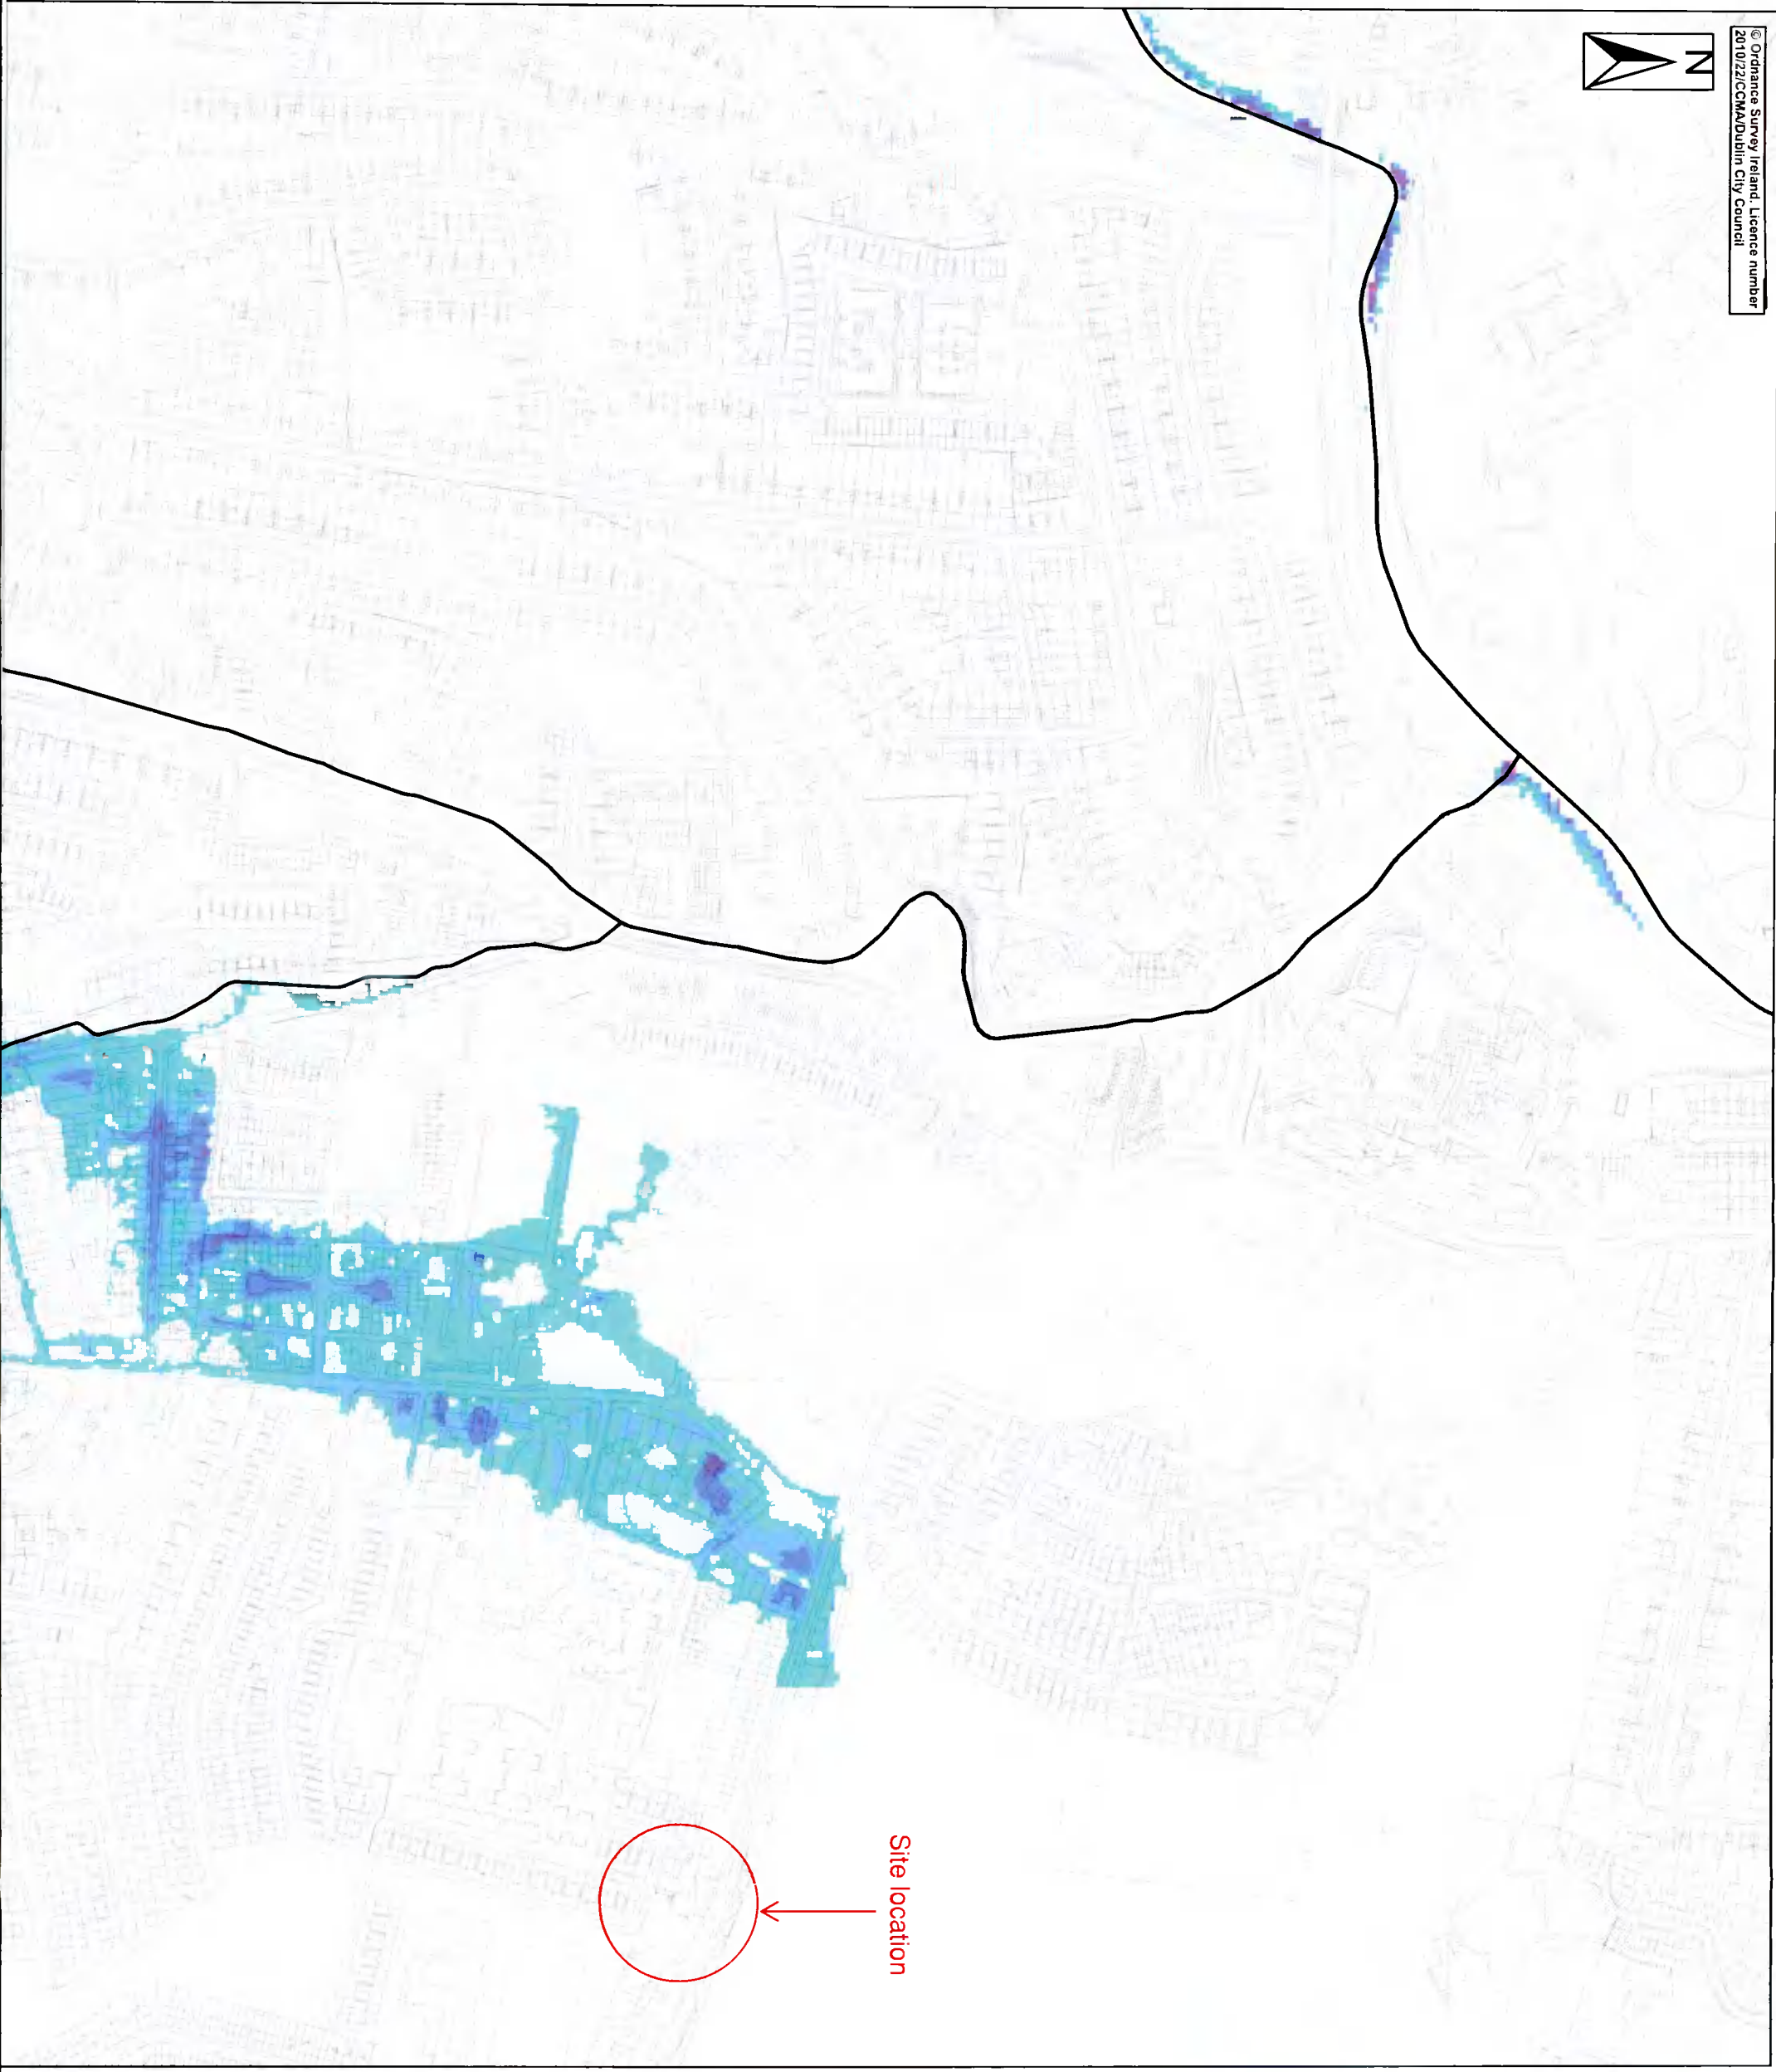 © Ordnance Survey Ireland. Licence number
2010/22/CCMA/Dublin City Council
N
Site location